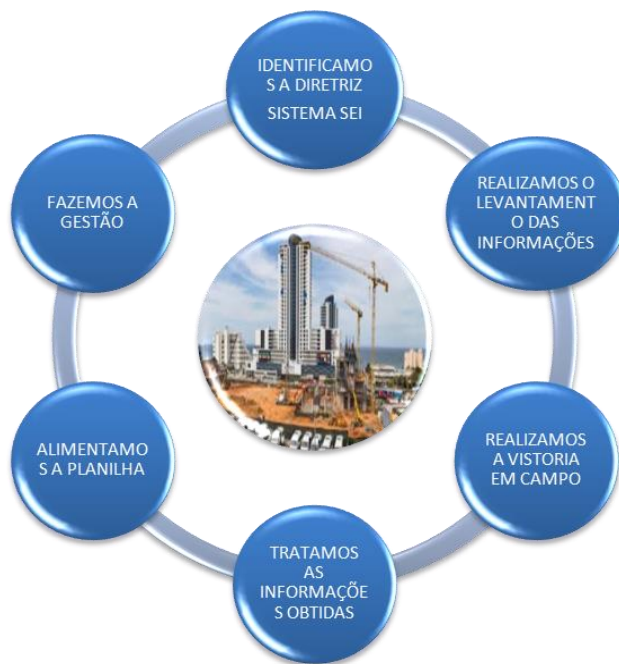 IDENTIFICAMO
S A DIRETRIZ
SISTEMA SEI
REALIZAMOS O
LEVANTAMENT
O DAS
INFORMAÇÕES
REALIZAMOS
A VISTORIA
EM CAMPO
TRATAMOS
AS
INFORMAÇÕE
S OBTIDAS
ALIMENTAMO
S A PLANILHA
FAZEMOS A
GESTÃO